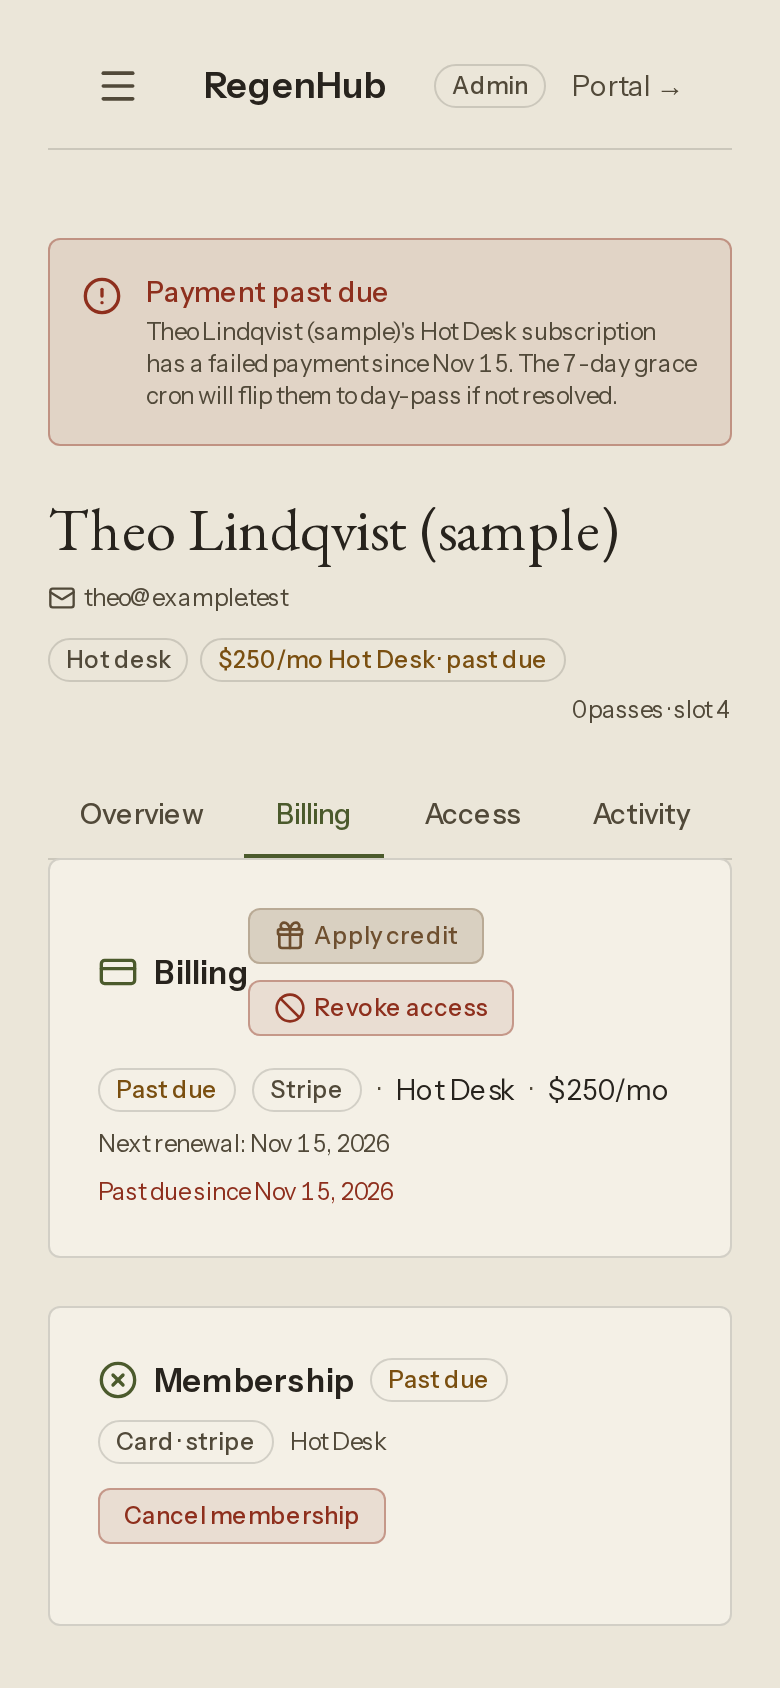 RegenHub
Admin
Portal →
Payment past due
Theo Lindqvist (sample)'s Hot Desk subscription
has a failed payment since Nov 15. The 7-day grace
cron will flip them to day-pass if not resolved.
Theo Lindqvist (sample)
theo@example.test
Hot desk
$250/mo Hot Desk · past due
0 passes · slot 4
Overview
Billing
Access
Activity
Billing
Apply credit
Revoke access
Past due
Stripe
· Hot Desk · $250/mo
Next renewal: Nov 15, 2026
Past due since Nov 15, 2026
Membership
Past due
Card · stripe
Hot Desk
Cancel membership